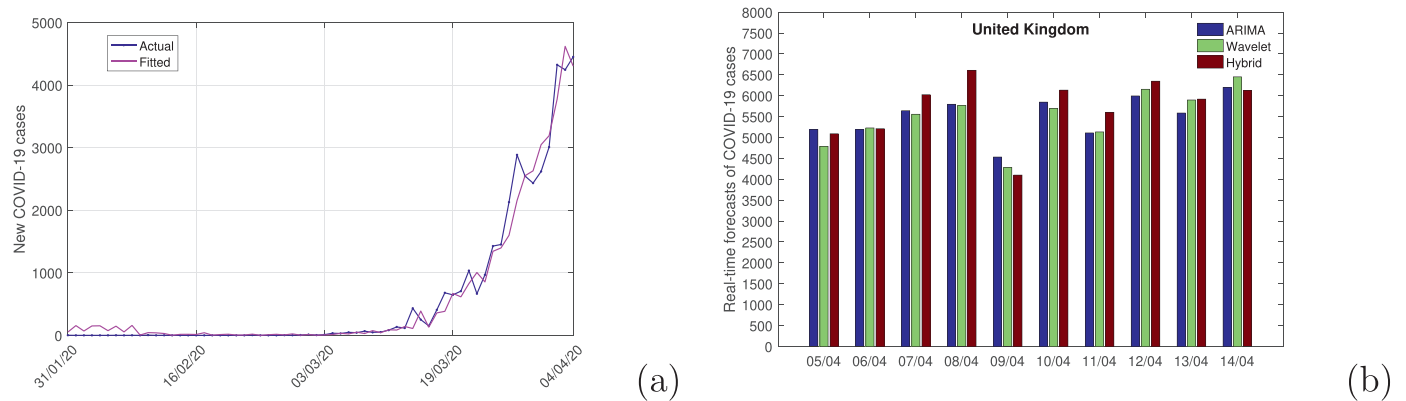 5000
4000
3000
2000
1000
0
New COVID-19 cases
Actual
Fitted
31/01/20
16/02/20
03/03/20
19/03/20
04/04/20
(a)
8000
7500
7000
6500
6000
5500
5000
4500
4000
3500
3000
2500
2000
1500
1000
500
0
Real-time forecasts of COVID-19 cases
United Kingdom
ARIMA
Wavelet
Hybrid
05/04 06/04 07/04 08/04 09/04 10/04 11/04 12/04 13/04 14/04
(b)